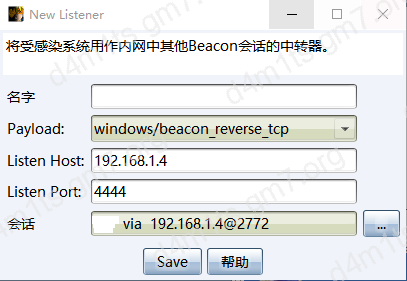 New Listener
将受感染系统用作内网中其他Beacon会话的中转器。
名字
Payload: windows/beacon_reverse_tcp
Listen Host: 192.168.1.4
Listen Port: 4444
会话 via 192.168.1.4@2772 ...
Save 帮助
d4m1ts.gm7.org